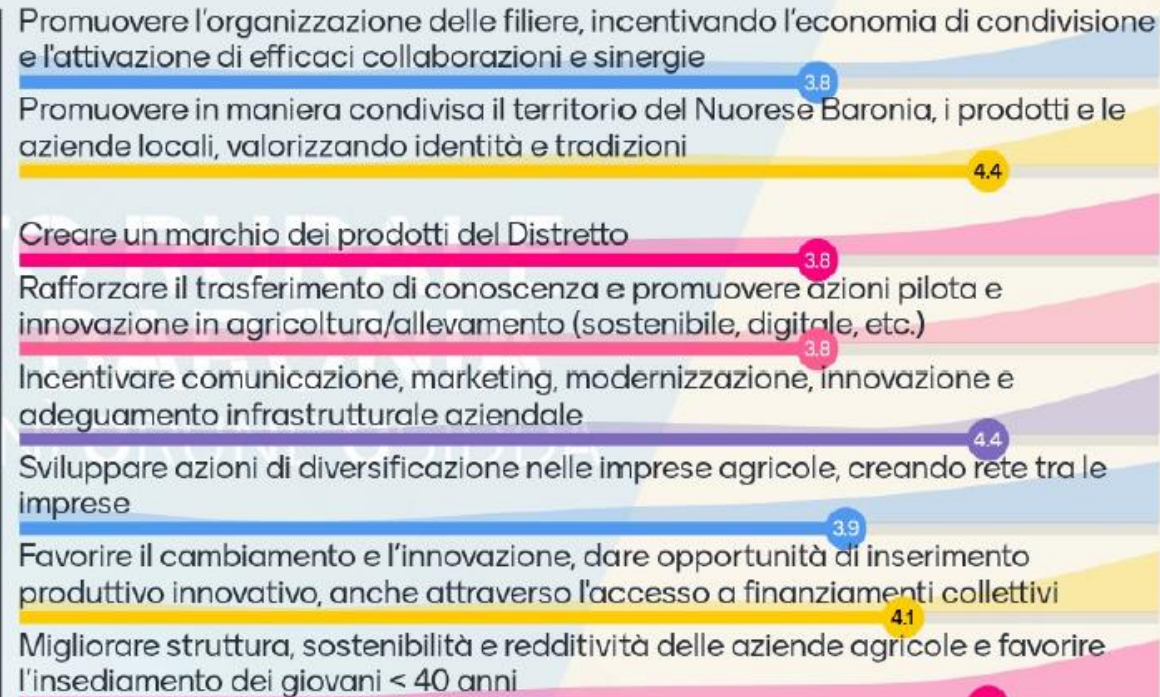 Promuovere l'organizzazione delle filiere, incentivando l'economia di condivisione
e l'attivazione di efficaci collaborazioni e sinergie
3.8
Promuovere in maniera condivisa il territorio del Nuorese Baronia, i prodotti e le
aziende locali, valorizzando identità e tradizioni
4.4
Creare un marchio dei prodotti del Distretto
3.8
Rafforzare il trasferimento di conoscenza e promuovere azioni pilota e
innovazione in agricoltura/allevamento (sostenibile, digitale, etc.)
3.8
Incentivare comunicazione, marketing, modernizzazione, innovazione e
adeguamento infrastrutturale aziendale
4.4
Sviluppare azioni di diversificazione nelle imprese agricole, creando rete tra le
imprese
3.9
Favorire il cambiamento e l'innovazione, dare opportunità di inserimento
produttivo innovativo, anche attraverso l'accesso a finanziamenti collettivi
4.1
Migliorare struttura, sostenibilità e redditività delle aziende agricole e favorire
l'insediamento dei giovani < 40 anni